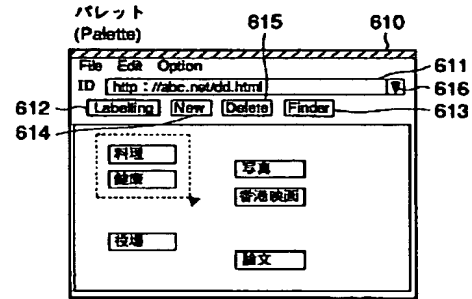 パレット
(Palette)
615
610
File Edit Option
ID http : //abc.net/dd.html
611
616
612
Labelling New Delete Finder
613
614
料理
健康
写真
香港映画
役場
論文